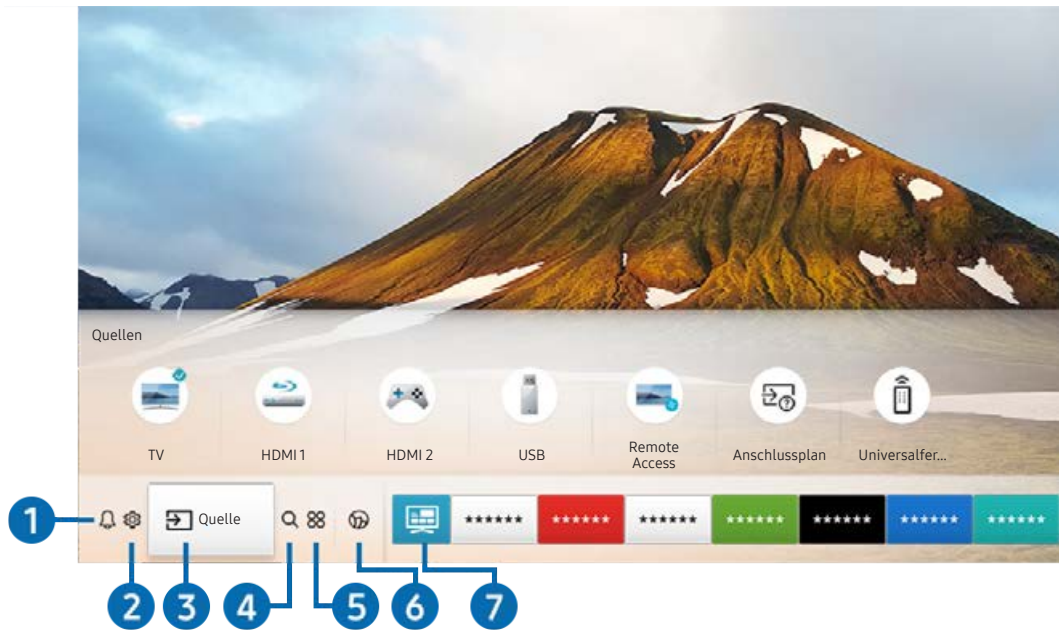 Quellen
TV
HDMI 1
HDMI 2
USB
Remote
Access
Anschlussplan
Universalfer...
1
Quelle
******
******
******
******
******
******
******
2
3
4
5
6
7